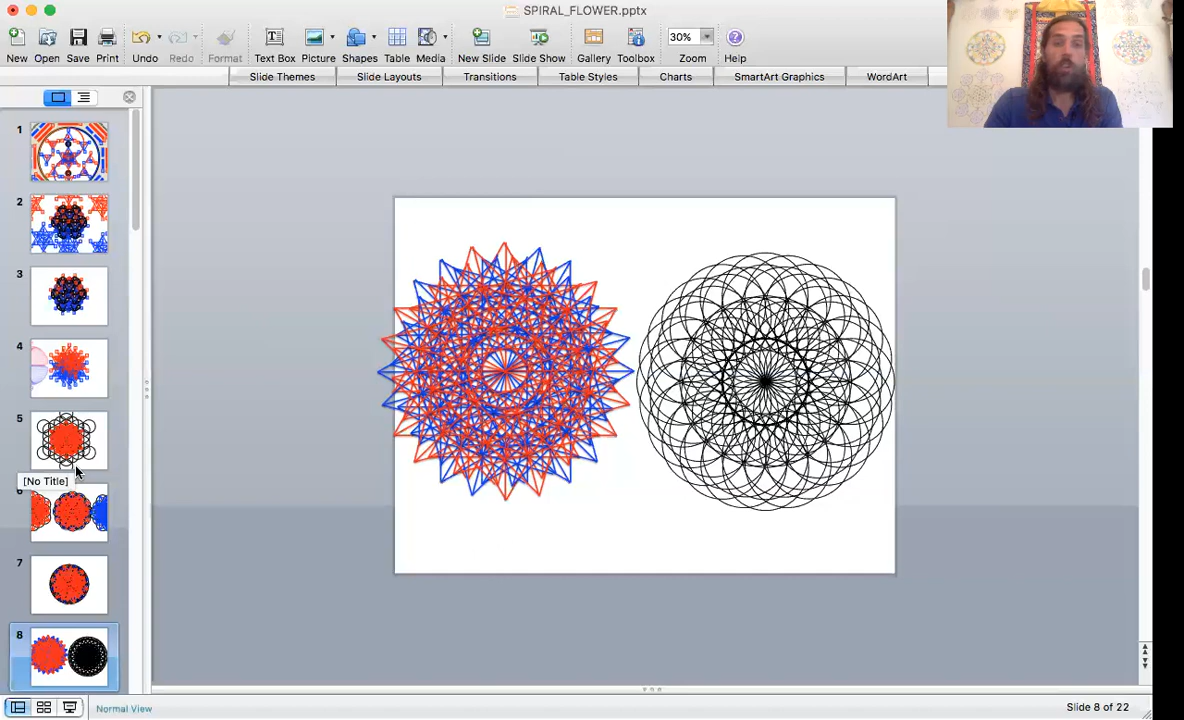 SPIRAL_FLOWER.pptx
New Open Save Print Undo Redo Format Text Box Picture Shapes Table Media New Slide Slide Show Gallery Toolbox 30% Zoom Help
Slide Themes Slide Layouts Transitions Table Styles Charts SmartArt Graphics WordArt
1
2
3
4
5
[No Title]
6
7
8
Normal View Slide 8 of 22